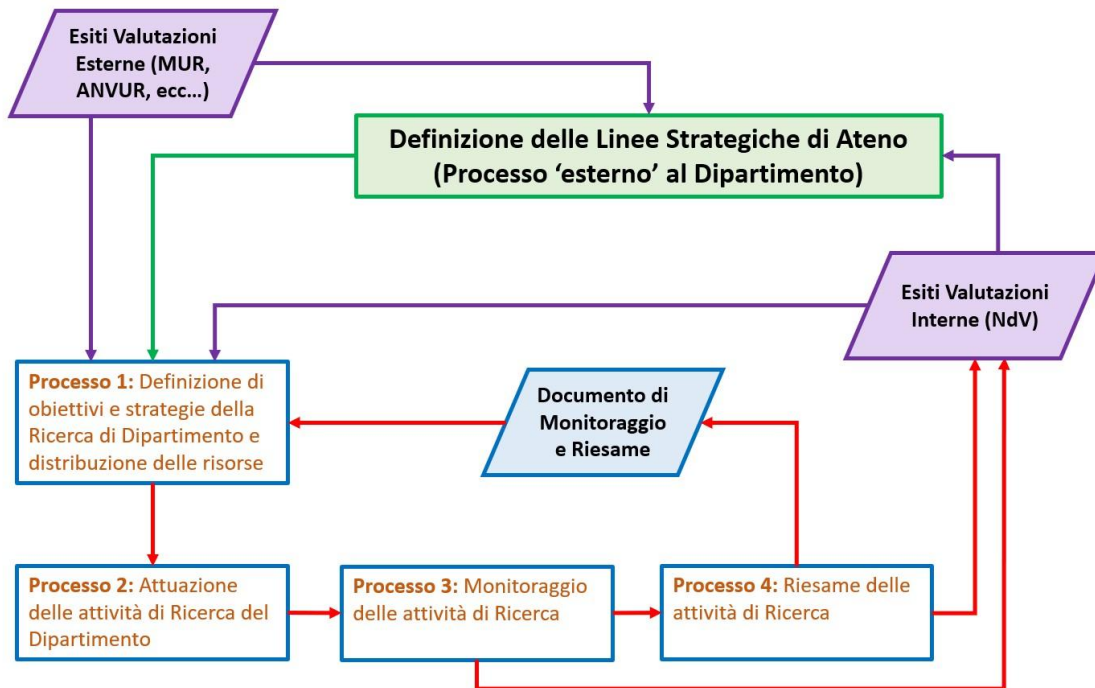 Esiti Valutazioni
Esterne (MUR,
ANVUR, ecc...)
Definizione delle Linee Strategiche di Ateno
(Processo ‘esterno’ al Dipartimento)
Esiti Valutazioni
Interne (NdV)
Processo 1: Definizione di
obiettivi e strategie della
Ricerca di Dipartimento e
distribuzione delle risorse
Documento di
Monitoraggio
e Riesame
Processo 2: Attuazione
delle attività di Ricerca del
Dipartimento
Processo 3: Monitoraggio
delle attività di Ricerca
Processo 4: Riesame delle
attività di Ricerca